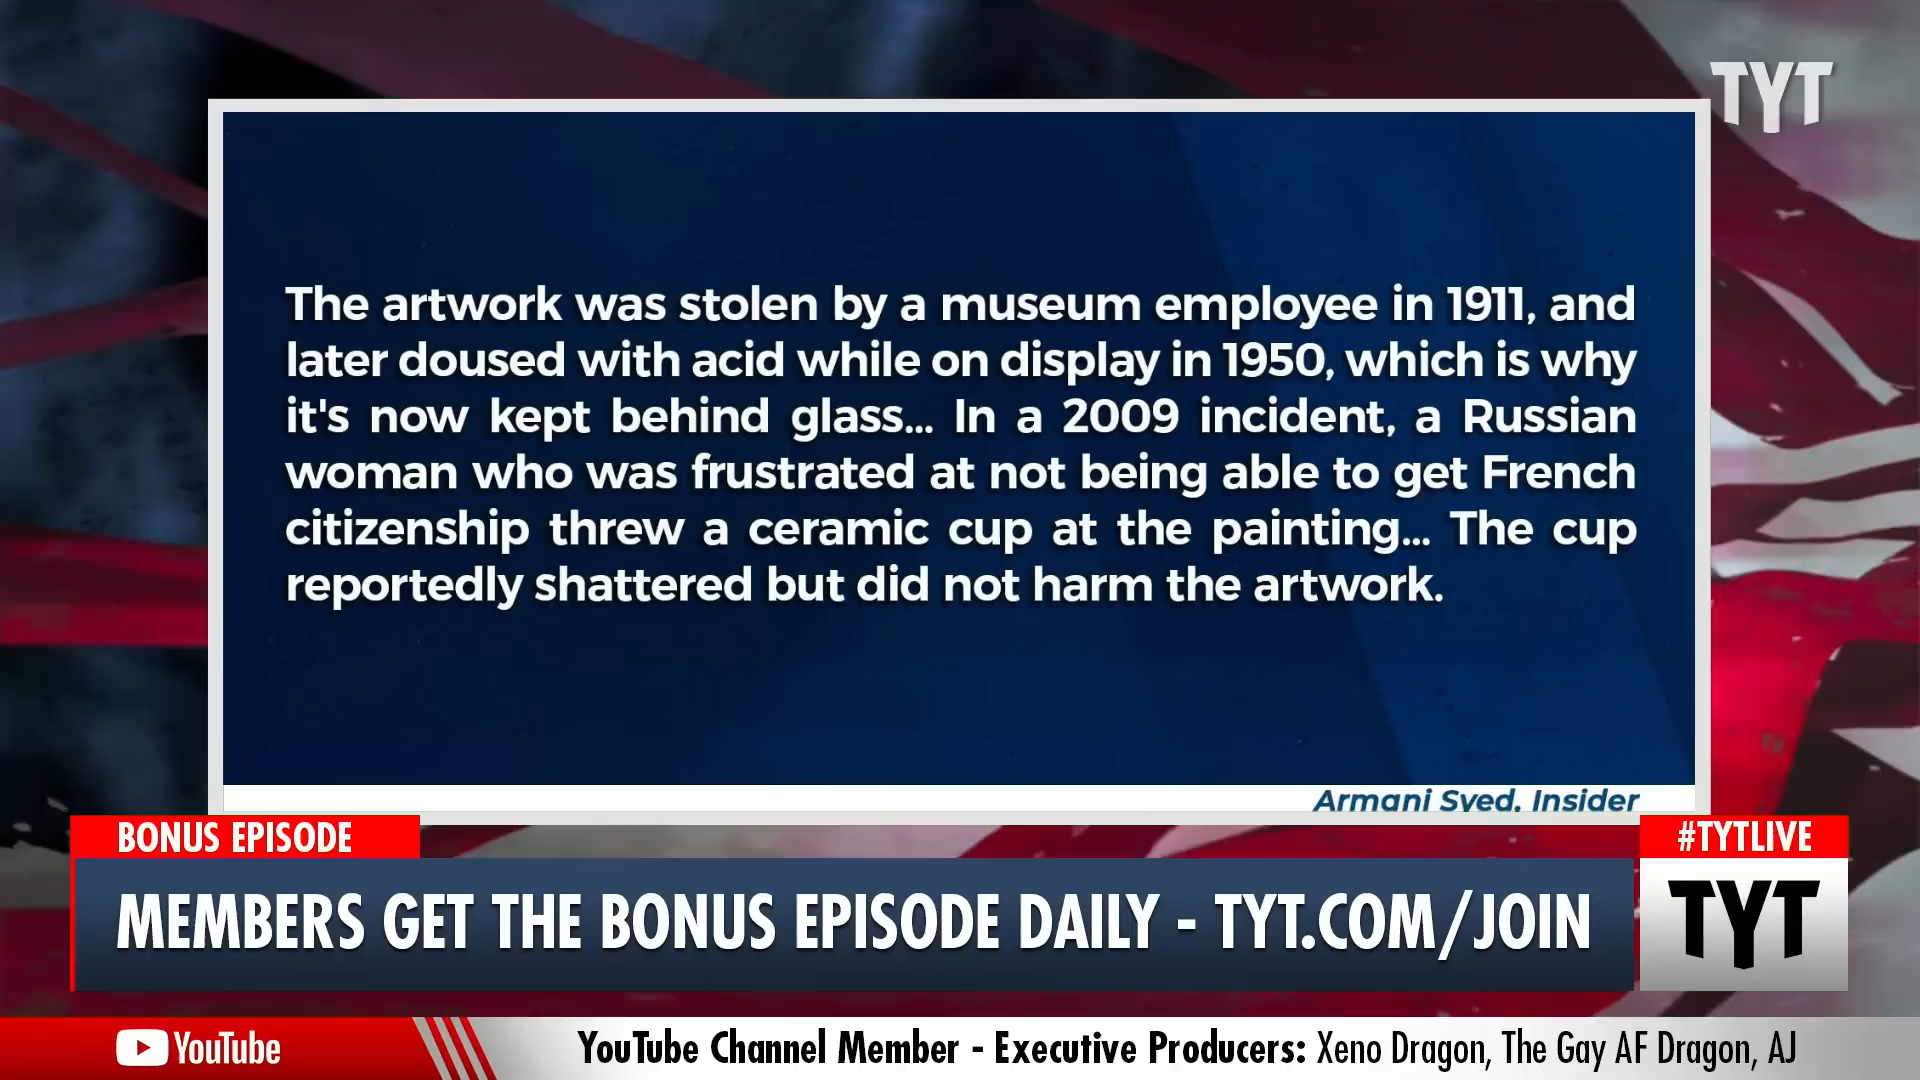 TYT
The artwork was stolen by a museum employee in 1911, and
later doused with acid while on display in 1950, which is why
it's now kept behind glass... In a 2009 incident, a Russian
woman who was frustrated at not being able to get French
citizenship threw a ceramic cup at the painting... The cup
reportedly shattered but did not harm the artwork.
Armani Syed, Insider
BONUS EPISODE
#TYTLIVE
MEMBERS GET THE BONUS EPISODE DAILY - TYT.COM/JOIN
TYT
YouTube
YouTube Channel Member - Executive Producers: Xeno Dragon, The Gay AF Dragon, AJ